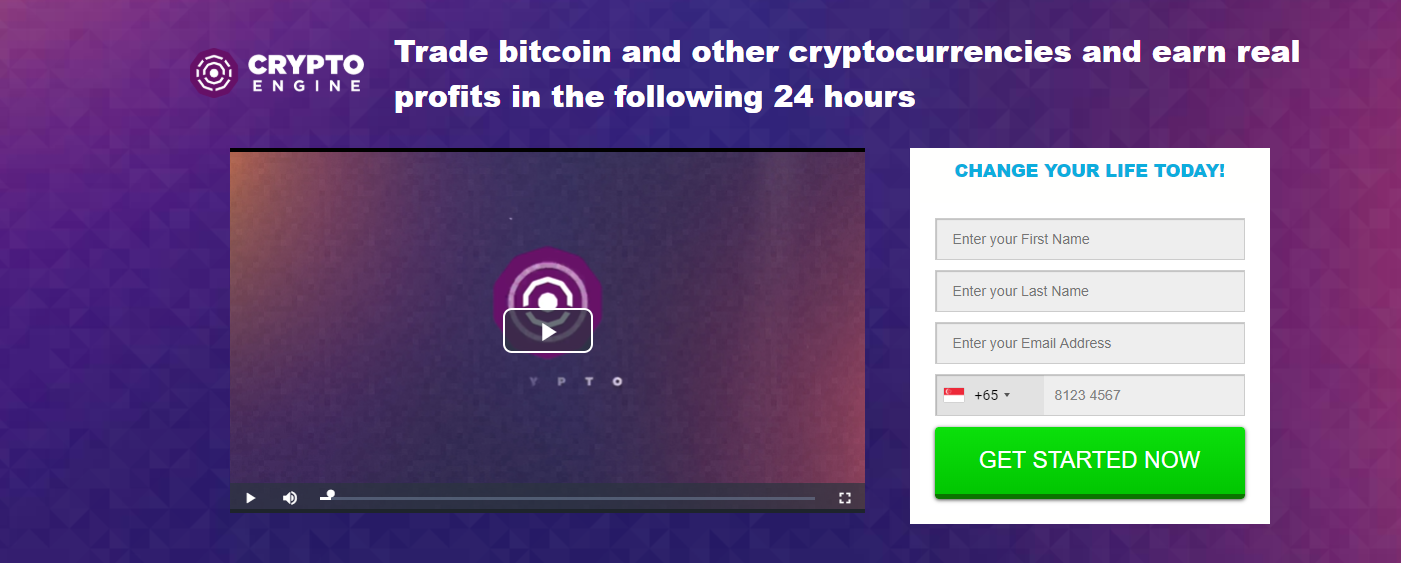 CRYPTO
ENGINE
Trade bitcoin and other cryptocurrencies and earn real
profits in the following 24 hours
Y P T O
CHANGE YOUR LIFE TODAY!
Enter your First Name
Enter your Last Name
Enter your Email Address
+65
8123 4567
GET STARTED NOW